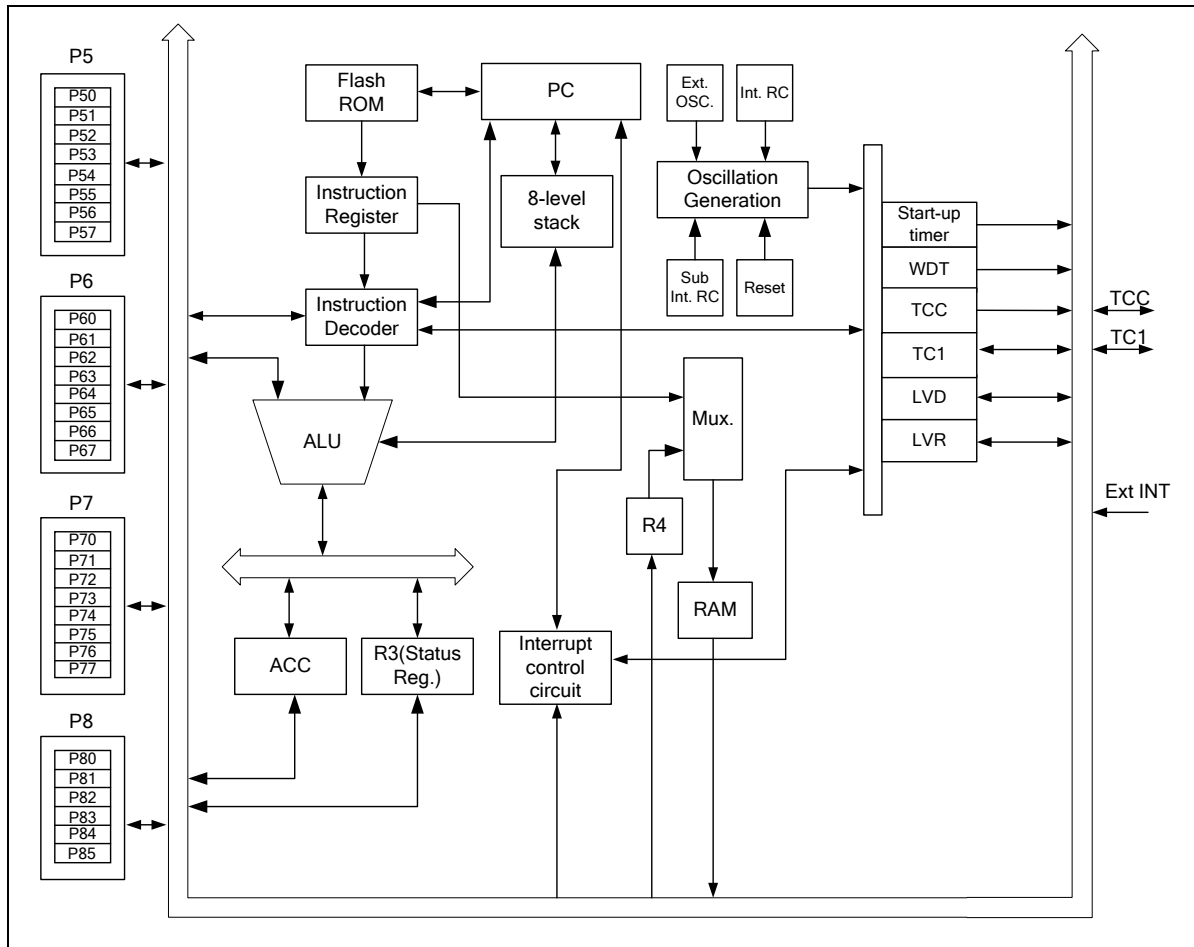 P5
P50
P51
P52
P53
P54
P55
P56
P57
P6
P60
P61
P62
P63
P64
P65
P66
P67
P7
P70
P71
P72
P73
P74
P75
P76
P77
P8
P80
P81
P82
P83
P84
P85
Flash
ROM
PC
Ext.
OSC.
Int. RC
Instruction
Register
8-level
stack
Oscillation
Generation
Sub
Int. RC
Reset
Instruction
Decoder
Start-up
timer
WDT
TCC
TC1
LVD
LVR
TCC
TC1
Ext INT
ALU
Mux.
R4
RAM
ACC
R3(Status
Reg.)
Interrupt
control
circuit